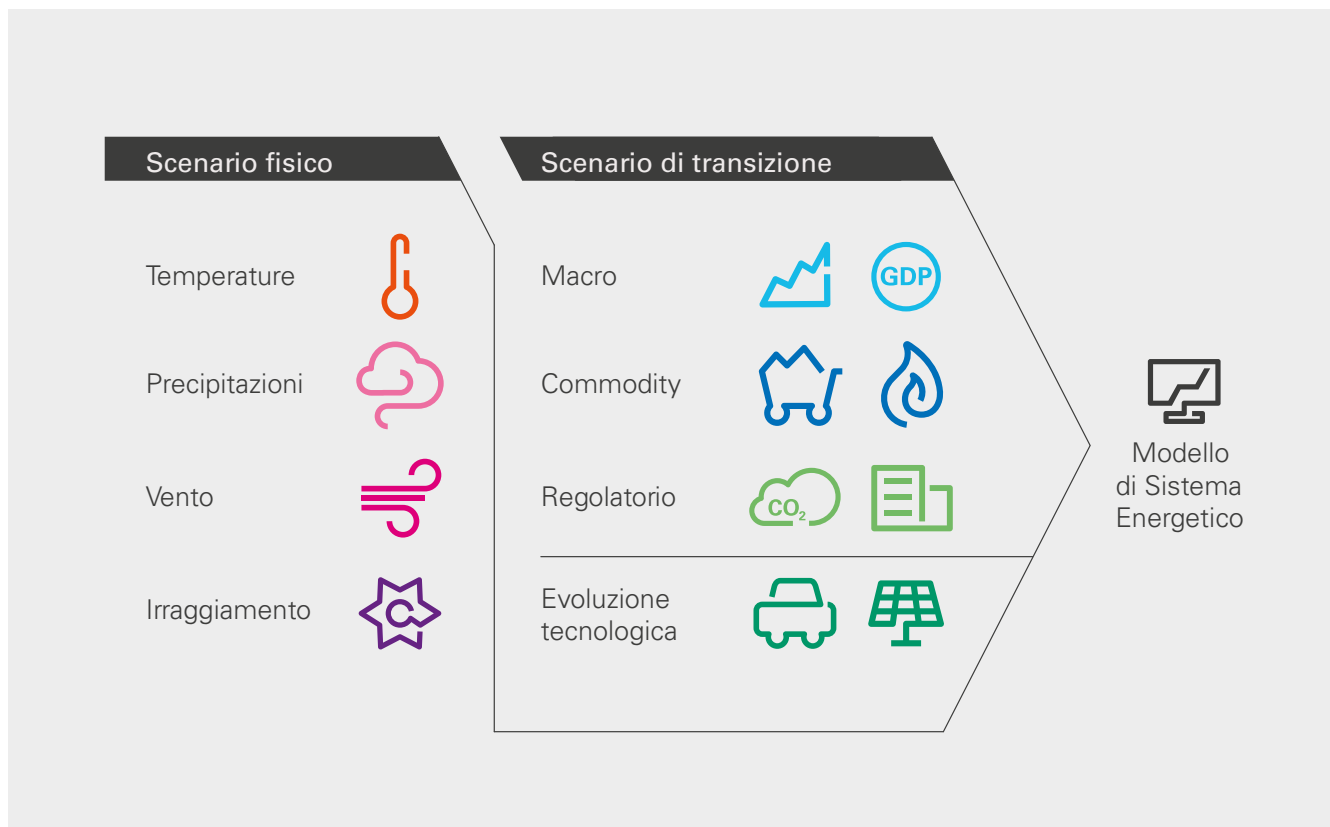 Scenario fisico
Temperature
Precipitazioni
Vento
Irraggiamento
Scenario di transizione
Macro
GDP
Commodity
Regolatorio
CO₂
Evoluzione
tecnologica
Modello
di Sistema
Energetico